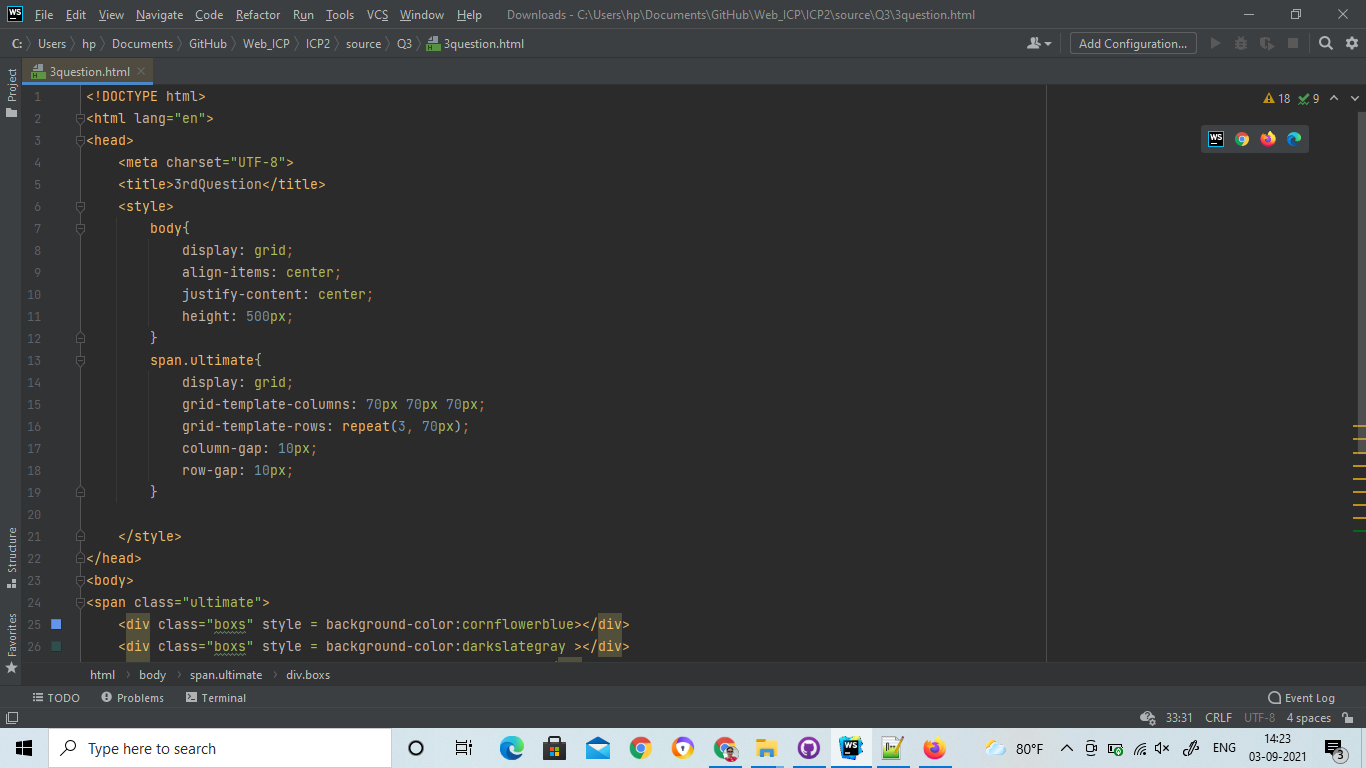 WS File Edit View Navigate Code Refactor Run Tools VCS Window Help Downloads - C:\Users\hp\Documents\GitHub\Web_ICP\ICP2\source\Q3\3question.html
C: Users hp Documents GitHub Web_ICP ICP2 source Q3 3question.html Add Configuration...
Project
3question.html
18 9
WS
1 <!DOCTYPE html>
2 <html lang="en">
3 <head>
4 <meta charset="UTF-8">
5 <title>3rdQuestion</title>
6 <style>
7 body{
8 display: grid;
9 align-items: center;
10 justify-content: center;
11 height: 500px;
12 }
13 span.ultimate{
14 display: grid;
15 grid-template-columns: 70px 70px 70px;
16 grid-template-rows: repeat(3, 70px);
17 column-gap: 10px;
18 row-gap: 10px;
19 }
20
21 </style>
22 </head>
23 <body>
24 <span class="ultimate">
25 <div class="boxs" style = background-color:cornflowerblue></div>
26 <div class="boxs" style = background-color:darkslategray ></div>
Structure
Favorites
html body span.ultimate div.boxs
TODO Problems Terminal Event Log
33:31 CRLF UTF-8 4 spaces
Type here to search
WS
80°F ENG 14:23
03-09-2021
3